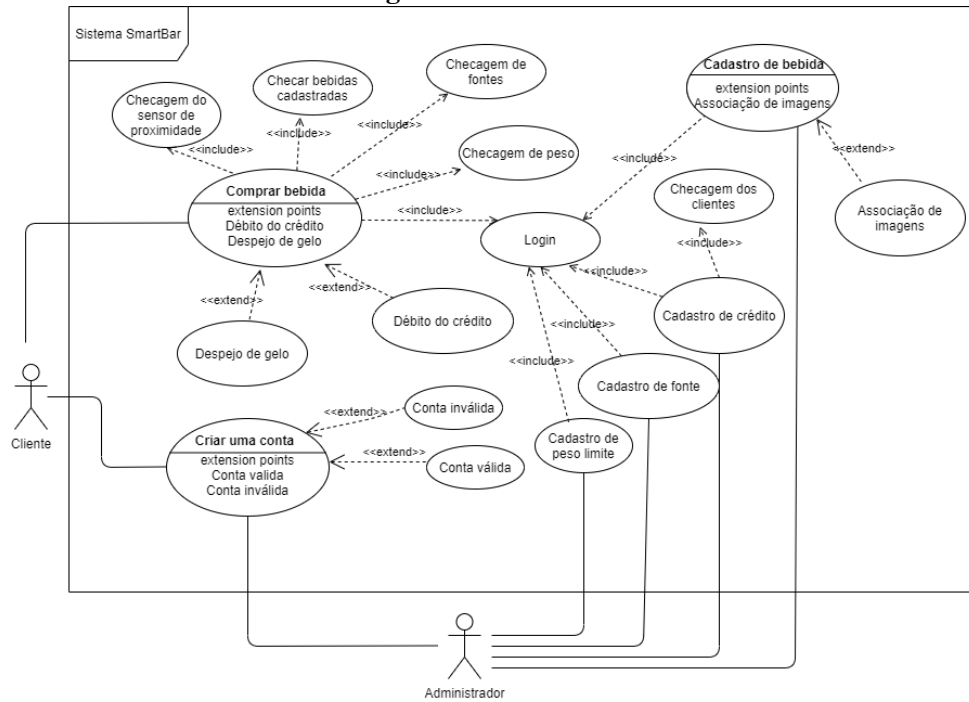 Sistema SmartBar
Checagem do
sensor de
proximidade
Checar bebidas
cadastradas
Checagem de
fontes
Cadastro de bebida
extension points
Associação de imagens
<<include>>
<<include>>
<<include>>
<<include>>
Checagem de peso
<<include>>
<<extend>>
Comprar bebida
extension points
Débito do crédito
Despejo de gelo
<<include>>
Login
Checagem dos
clientes
Associação de
imagens
<<include>>
<<include>>
<<extend>>
<<extend>>
Débito do crédito
<<include>>
Cadastro de crédito
Despejo de gelo
<<include>>
Cadastro de fonte
Cliente
<<extend>>
Conta inválida
Criar uma conta
extension points
Conta valida
Conta inválida
<<extend>>
Conta válida
Cadastro de
peso limite
Administrador